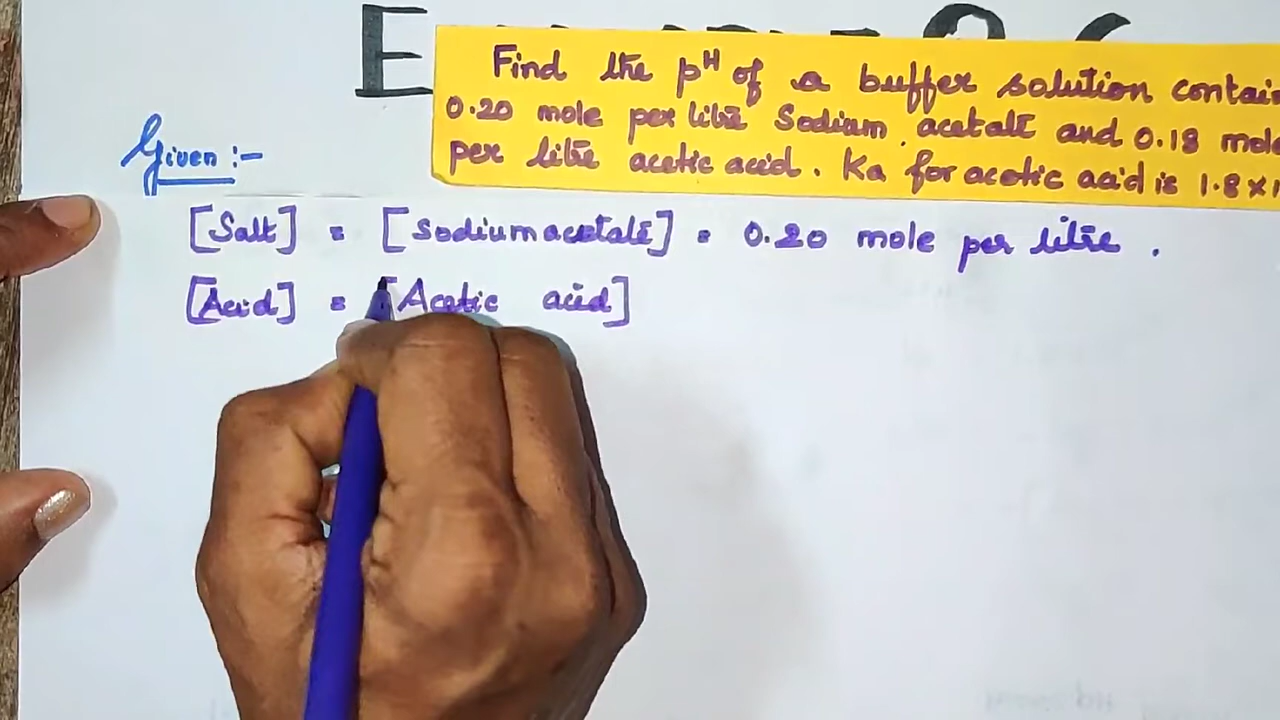 E
Find the pH of a buffer solution contai
0.20 mole per litre Sodium acetate and 0.18 mole
per litre acetic acid. Ka for acetic acid is 1.8 ×
Given :-
[Salt] = [Sodium acetate] = 0.20 mole per litre.
[Acid] = [Acetic acid]